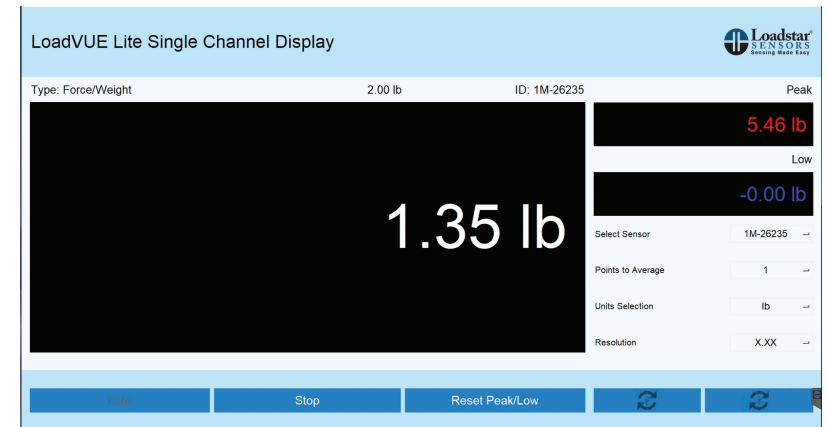 LoadVUE Lite Single Channel Display
Loadstar®
SENSORS
Sensing Made Easy
Type: Force/Weight 2.00 lb ID: 1M-26235 Peak
5.46 lb
Low
-0.00 lb
1.35 lb
Select Sensor 1M-26235
Points to Average 1
Units Selection lb
Resolution X.XX
Stop Reset Peak/Low